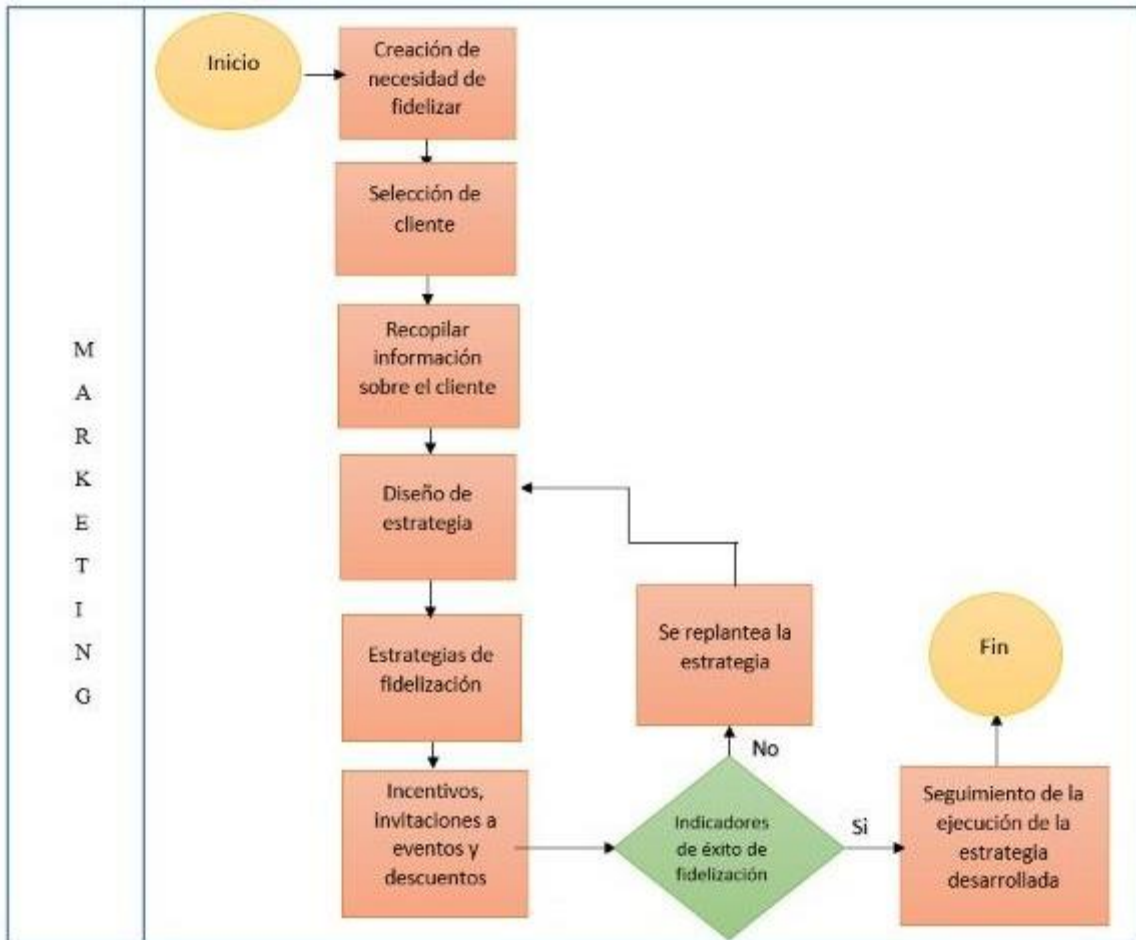 MARKETING
Inicio
Creación de
necesidad de
fidelizar
Selección de
cliente
Recopilar
información
sobre el cliente
Diseño de
estrategia
Estrategias de
fidelización
Incentivos,
invitaciones a
eventos y
descuentos
Indicadores
de éxito de
fidelización
No
Se replantea la
estrategia
Si
Seguimiento de la
ejecución de la
estrategia
desarrollada
Fin